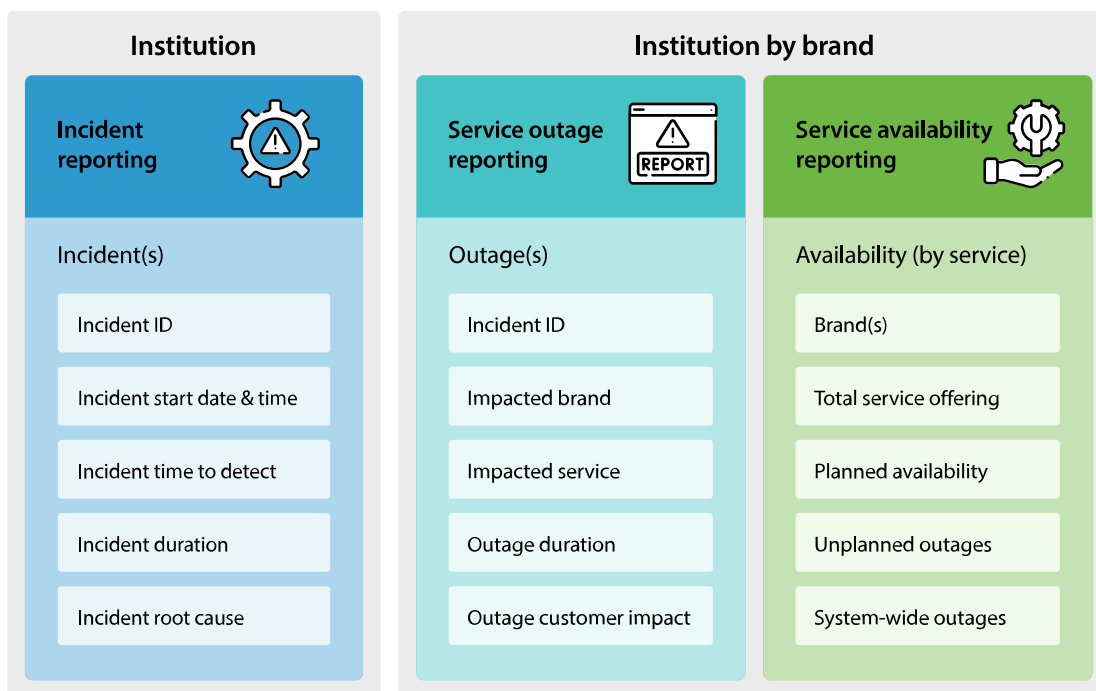 Institution
Incident
reporting
Incident(s)
Incident ID
Incident start date & time
Incident time to detect
Incident duration
Incident root cause
Institution by brand
Service outage
reporting
REPORT
Outage(s)
Incident ID
Impacted brand
Impacted service
Outage duration
Outage customer impact
Service availability
reporting
Availability (by service)
Brand(s)
Total service offering
Planned availability
Unplanned outages
System-wide outages